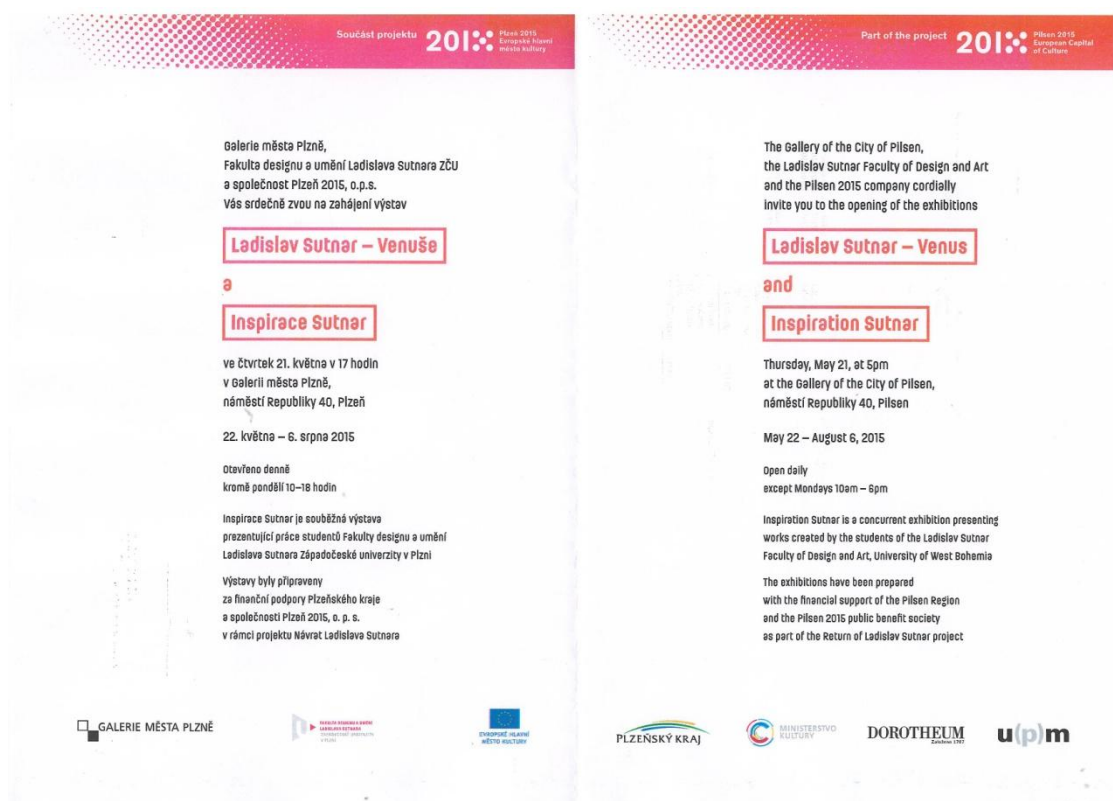 Součást projektu
201
Plzeň 2015
Evropské hlavní
město kultury
Galerie města Plzně,
Fakulta designu a umění Ladislava Sutnara ZČU
a společnost Plzeň 2015, o.p.s.
Vás srdečně zvou na zahájení výstav
Ladislav Sutnar – Venuše
a
Inspirace Sutnar
ve čtvrtek 21. května v 17 hodin
v Galerii města Plzně,
náměstí Republiky 40, Plzeň
22. května – 6. srpna 2015
Otevřeno denně
kromě pondělí 10–18 hodin
Inspirace Sutnar je souběžná výstava
prezentující práce studentů Fakulty designu a umění
Ladislava Sutnara Západočeské univerzity v Plzni
Výstavy byly připraveny
za finanční podpory Plzeňského kraje
a společnosti Plzeň 2015, o. p. s.
v rámci projektu Návrat Ladislava Sutnara
GALERIE MĚSTA PLZNĚ
FAKULTA DESIGNU A UMĚNÍ
LADISLAVA SUTNARA
ZÁPADOČESKÉ UNIVERZITY
V PLZNI
EVROPSKÉ HLAVNÍ
MĚSTO KULTURY
Part of the project
201
Pilsen 2015
European Capital
of Culture
The Gallery of the City of Pilsen,
the Ladislav Sutnar Faculty of Design and Art
and the Pilsen 2015 company cordially
invite you to the opening of the exhibitions
Ladislav Sutnar – Venus
and
Inspiration Sutnar
Thursday, May 21, at 5pm
at the Gallery of the City of Pilsen,
náměstí Republiky 40, Pilsen
May 22 – August 6, 2015
Open daily
except Mondays 10am – 6pm
Inspiration Sutnar is a concurrent exhibition presenting
works created by the students of the Ladislav Sutnar
Faculty of Design and Art, University of West Bohemia
The exhibitions have been prepared
with the financial support of the Pilsen Region
and the Pilsen 2015 public benefit society
as part of the Return of Ladislav Sutnar project
PLZEŇSKÝ KRAJ
MINISTERSTVO
KULTURY
DOROTHEUM
Založeno 1707
u(p)m